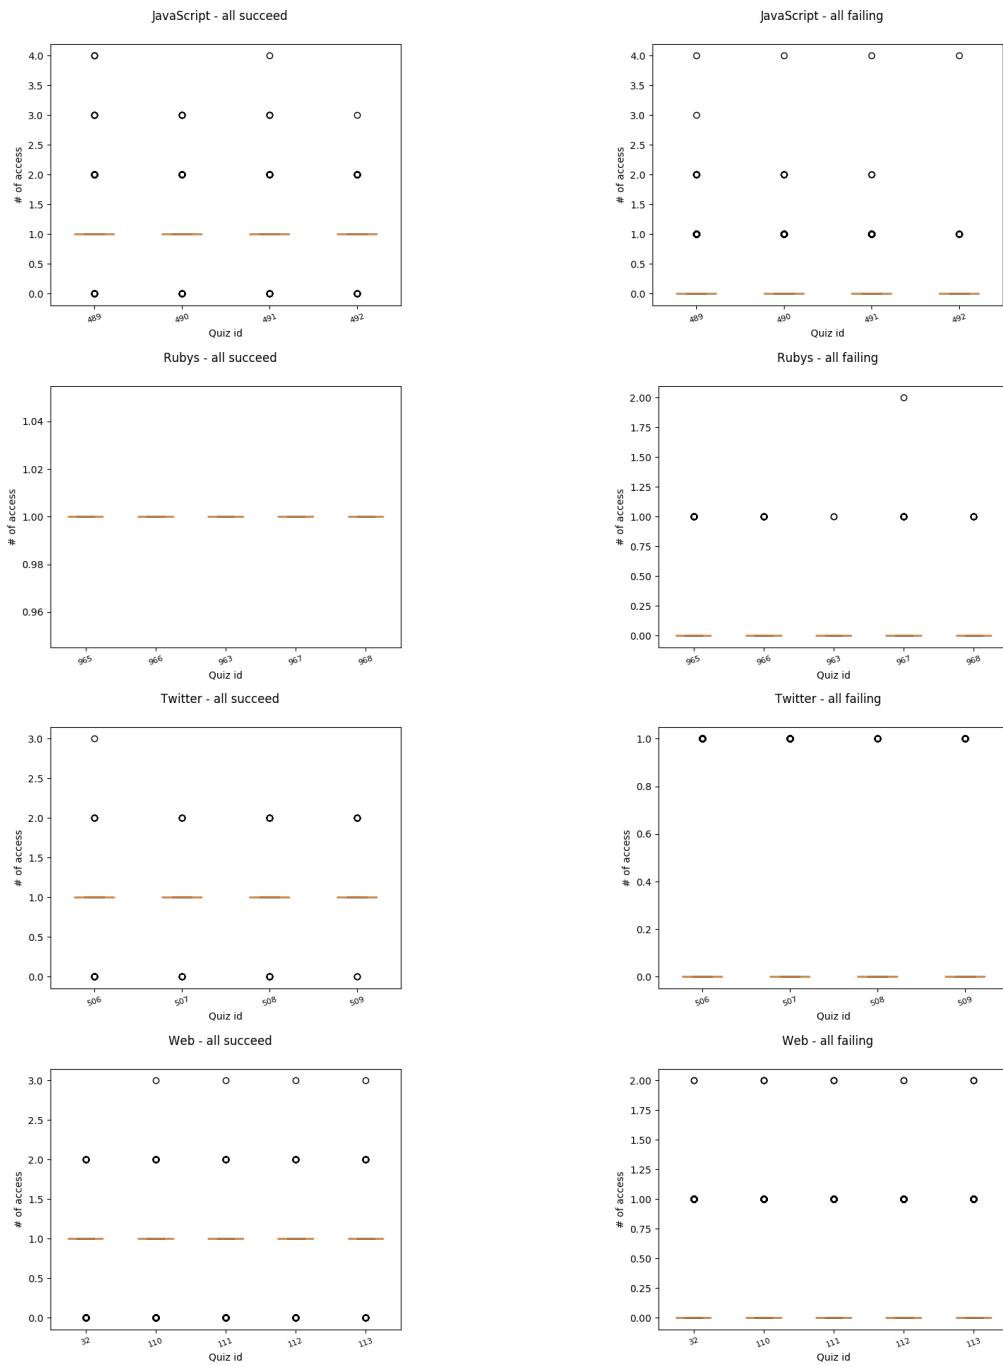 JavaScript - all succeed
4.0
3.5
3.0
2.5
2.0
1.5
1.0
0.5
0.0
# of access
489 490 491 492
Quiz id
JavaScript - all failing
4.0
3.5
3.0
2.5
2.0
1.5
1.0
0.5
0.0
# of access
489 490 491 492
Quiz id
Rubys - all succeed
1.04
1.02
1.00
0.98
0.96
# of access
965 966 963 967 968
Quiz id
Rubys - all failing
2.00
1.75
1.50
1.25
1.00
0.75
0.50
0.25
0.00
# of access
965 966 963 967 968
Quiz id
Twitter - all succeed
3.0
2.5
2.0
1.5
1.0
0.5
0.0
# of access
506 507 508 509
Quiz id
Twitter - all failing
1.0
0.8
0.6
0.4
0.2
0.0
# of access
506 507 508 509
Quiz id
Web - all succeed
3.0
2.5
2.0
1.5
1.0
0.5
0.0
# of access
32 110 111 112 113
Quiz id
Web - all failing
2.00
1.75
1.50
1.25
1.00
0.75
0.50
0.25
0.00
# of access
32 110 111 112 113
Quiz id